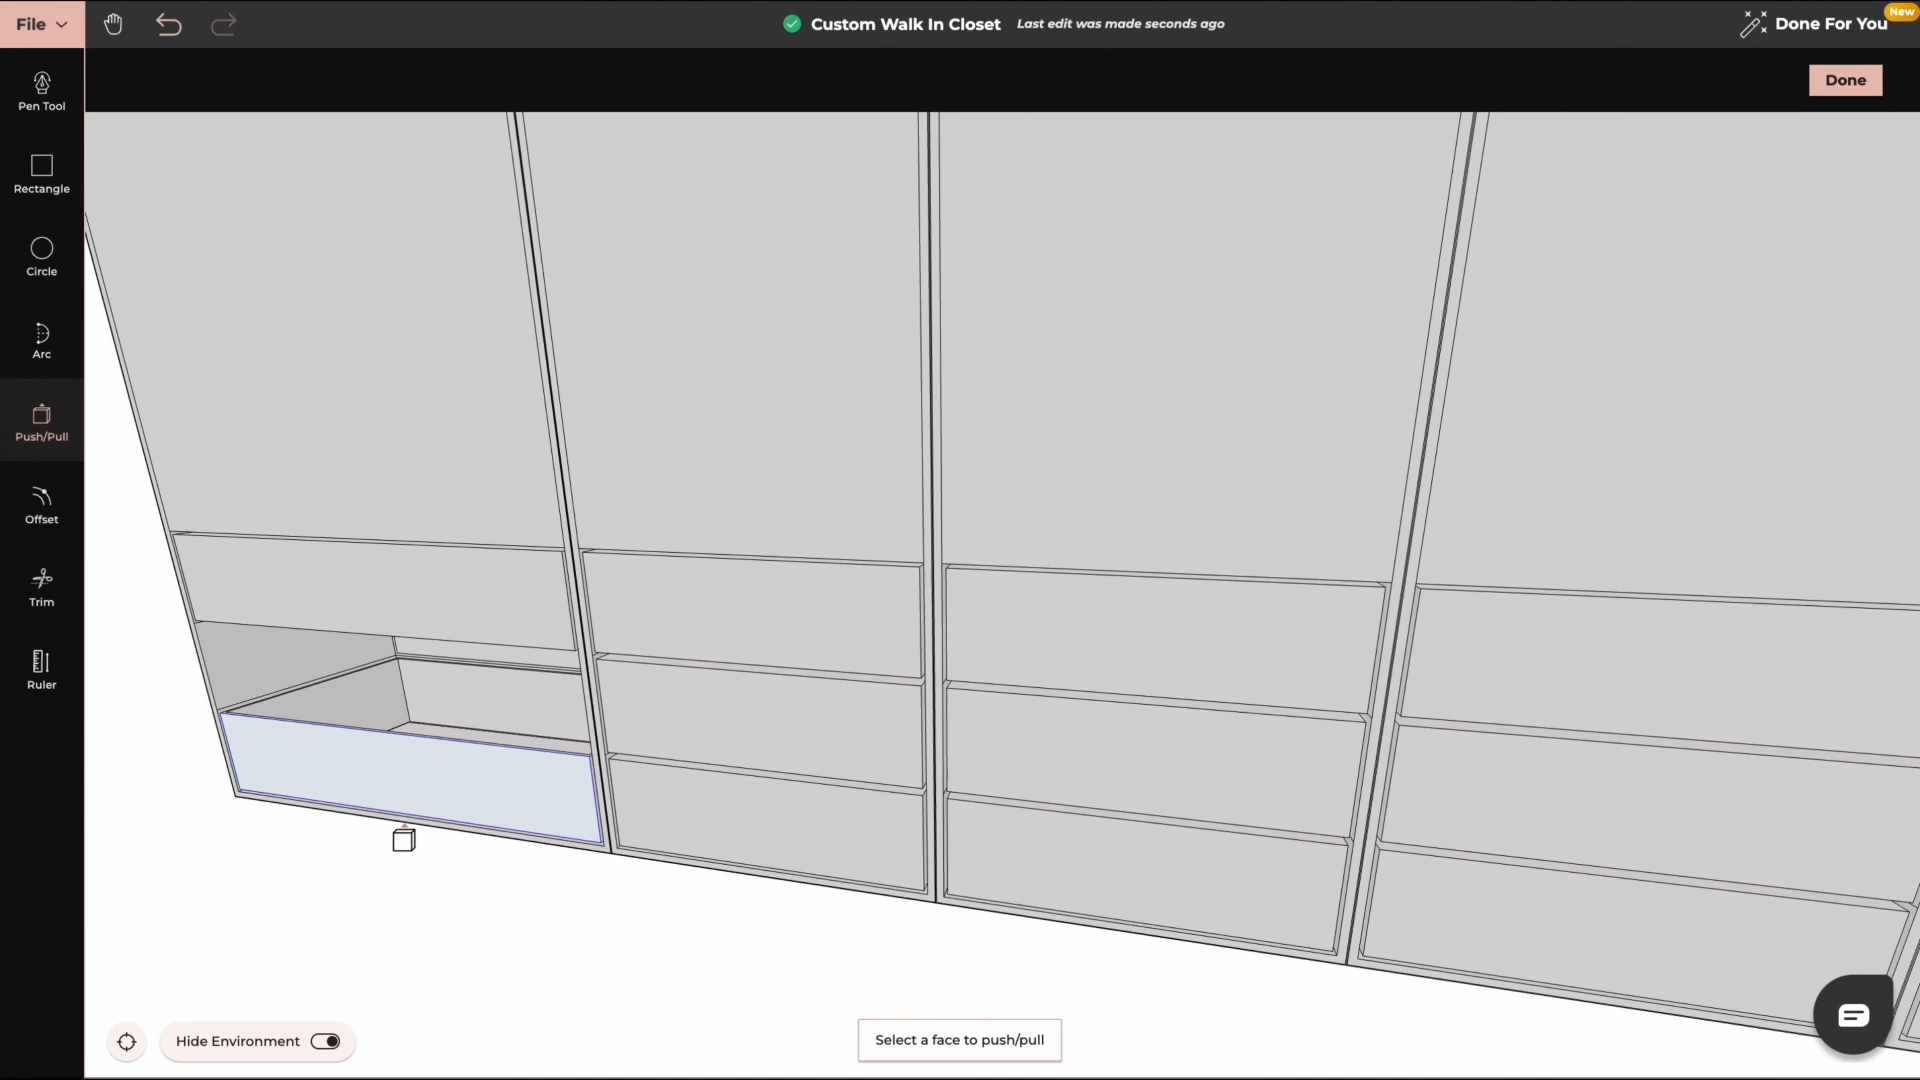 File
Custom Walk In Closet
Last edit was made seconds ago
New
Done For You
Done
Pen Tool
Rectangle
Circle
Arc
Push/Pull
Offset
Trim
Ruler
Hide Environment
Select a face to push/pull